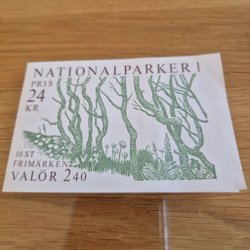 NATIONALPARKER I
PRIS
24
KR
10 ST
FRIMÄRKEN
VALÖR 2 40